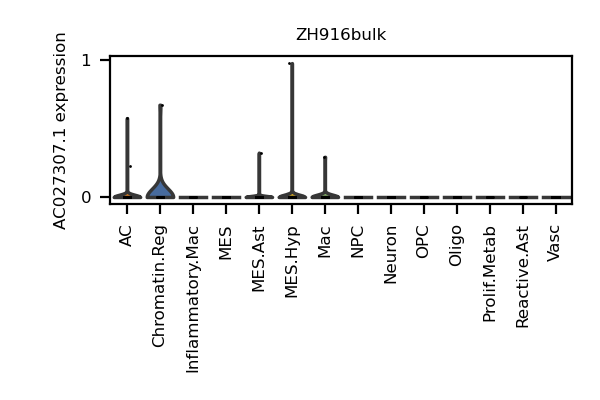 ZH916bulk
AC027307.1 expression
1
0
AC
Chromatin.Reg
Inflammatory.Mac
MES
MES.Ast
MES.Hyp
Mac
NPC
Neuron
OPC
Oligo
Prolif.Metab
Reactive.Ast
Vasc